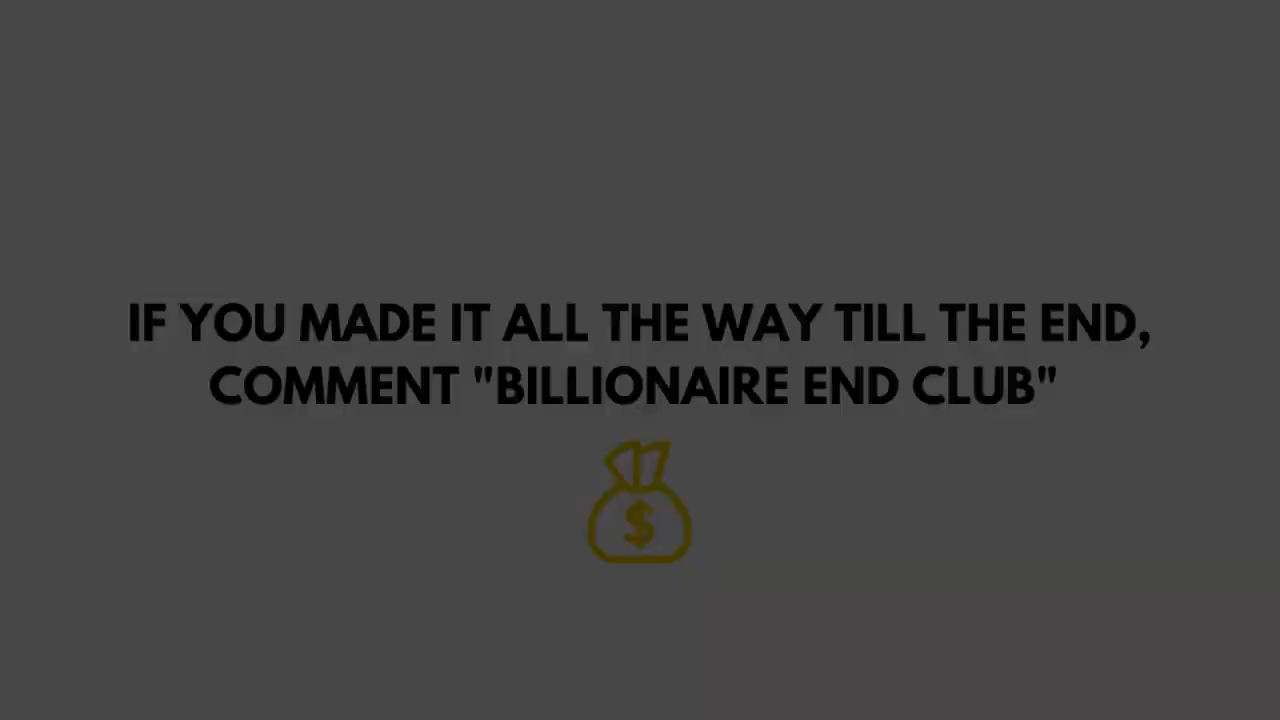 IF YOU MADE IT ALL THE WAY TILL THE END,
COMMENT "BILLIONAIRE END CLUB"
$